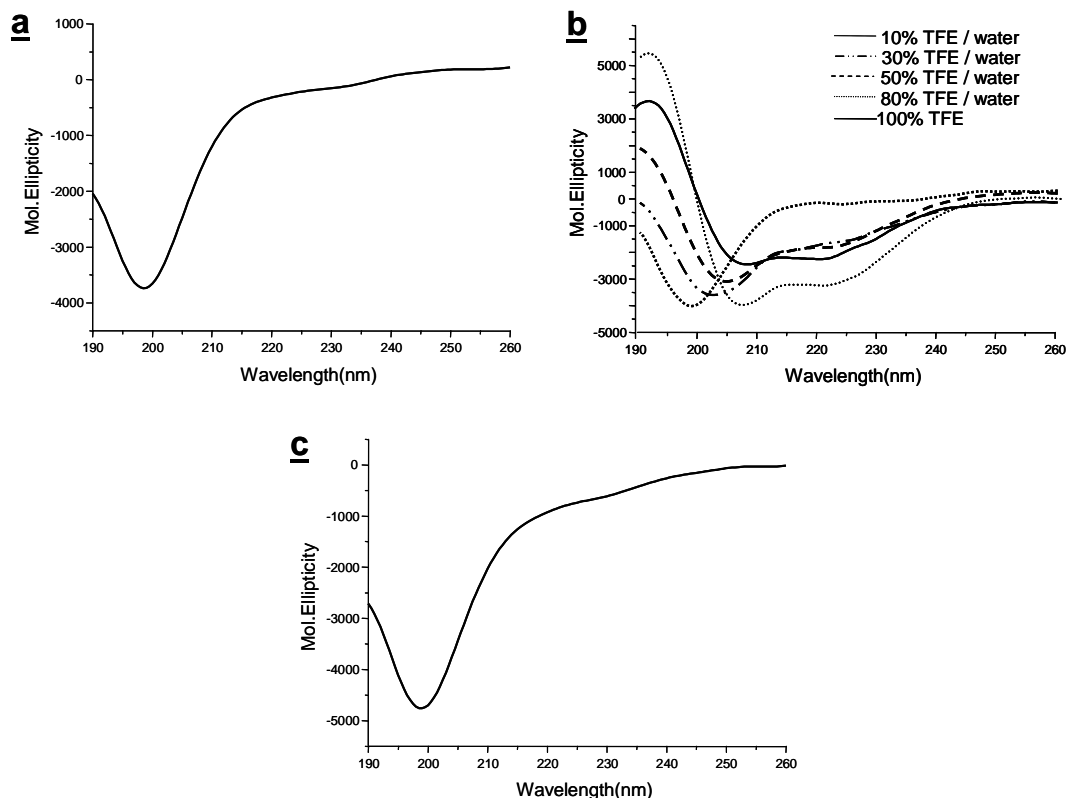 a
1000
0
-1000
-2000
-3000
-4000
Mol.Ellipticity
190 200 210 220 230 240 250 260
Wavelength(nm)
b
10% TFE / water
30% TFE / water
50% TFE / water
80% TFE / water
100% TFE
5000
3000
1000
0
-1000
-3000
-5000
Mol.Ellipticity
190 200 210 220 230 240 250 260
Wavelength(nm)
c
0
-1000
-2000
-3000
-4000
-5000
Mol.Ellipticity
190 200 210 220 230 240 250 260
Wavelength(nm)